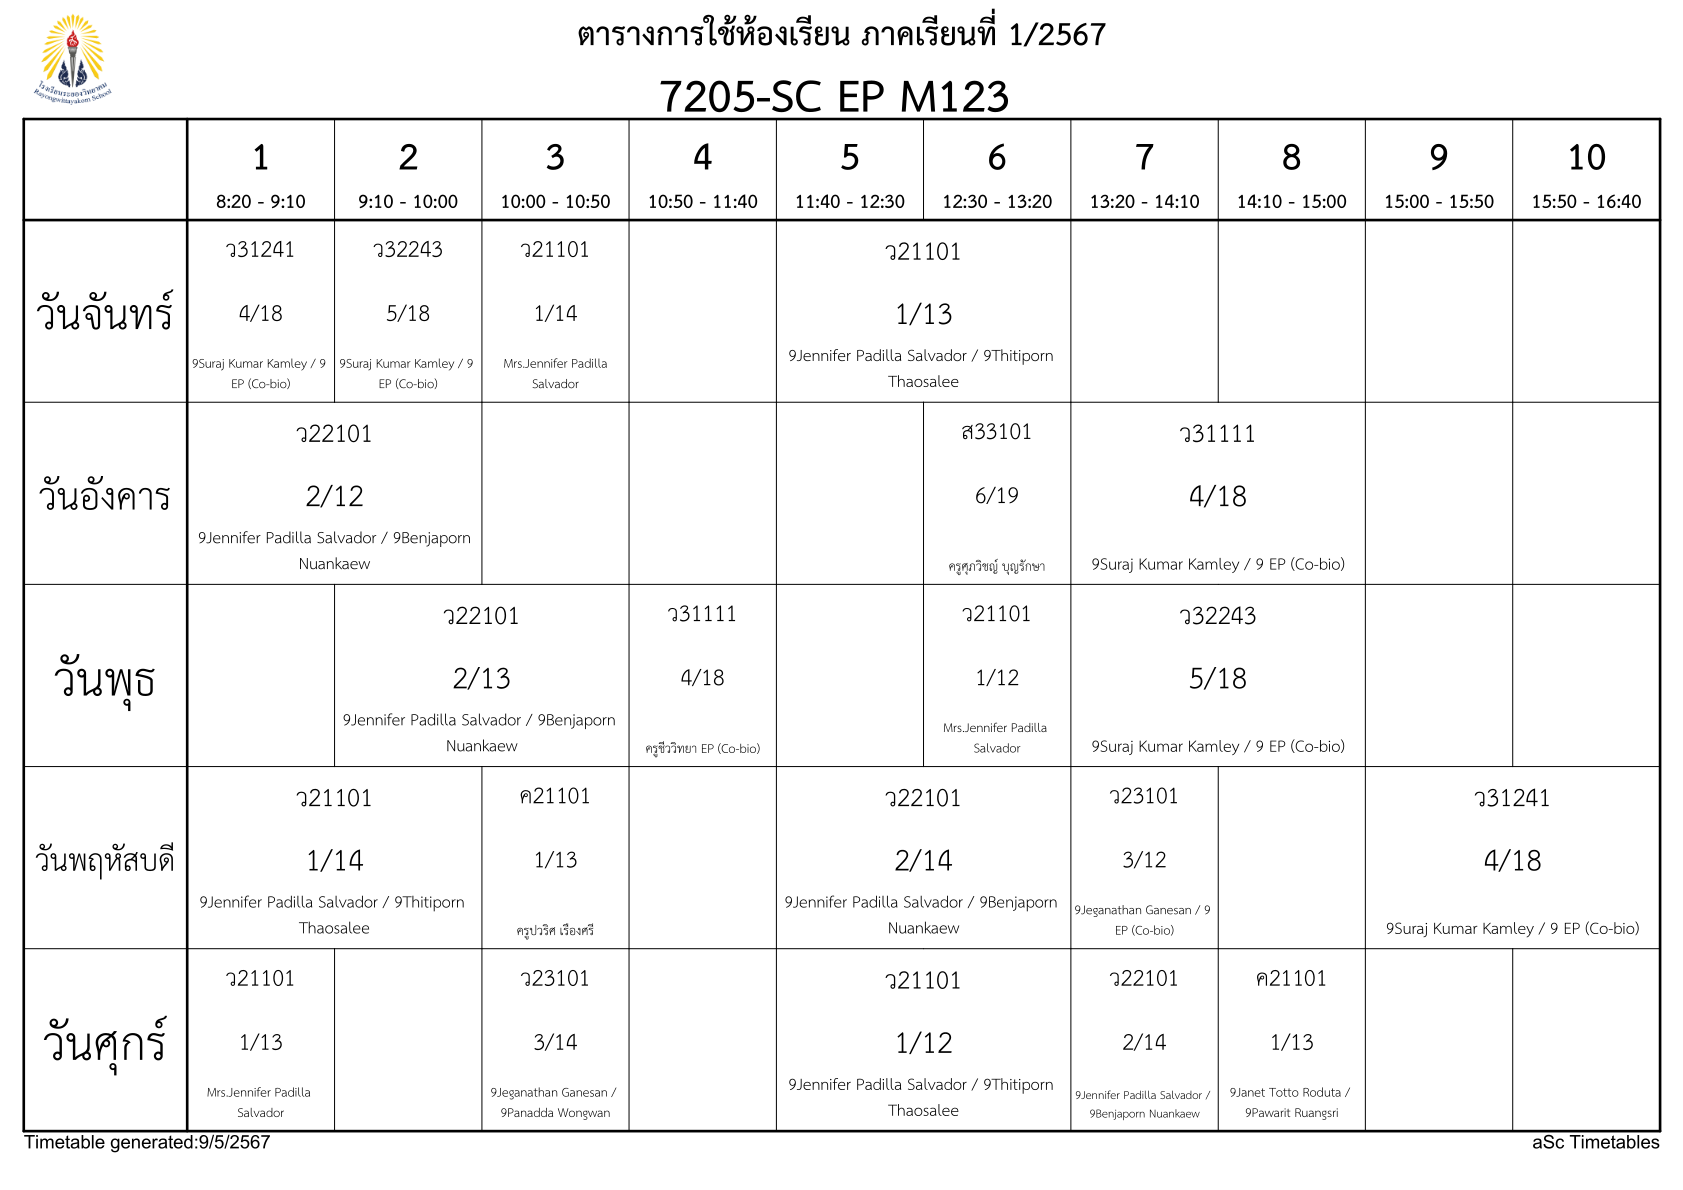 ตารางการใช้ห้องเรียน ภาคเรียนที่ 1/2567
โรงเรียนระยองวิทยาคม
Rayongwittayakom School
7205-SC EP M123
1 2 3 4 5 6 7 8 9 10
8:20 - 9:10 9:10 - 10:00 10:00 - 10:50 10:50 - 11:40 11:40 - 12:30 12:30 - 13:20 13:20 - 14:10 14:10 - 15:00 15:00 - 15:50 15:50 - 16:40
วันจันทร์
ว31241
4/18
9Suraj Kumar Kamley / 9
EP (Co-bio)
ว32243
5/18
9Suraj Kumar Kamley / 9
EP (Co-bio)
ว21101
1/14
Mrs.Jennifer Padilla
Salvador
ว21101
1/13
9Jennifer Padilla Salvador / 9Thitiporn
Thaosalee
วันอังคาร
ว22101
2/12
9Jennifer Padilla Salvador / 9Benjaporn
Nuankaew
ส33101
6/19
ครูศุภวิชญ์ บุญรักษา
ว31111
4/18
9Suraj Kumar Kamley / 9 EP (Co-bio)
วันพุธ
ว22101
2/13
9Jennifer Padilla Salvador / 9Benjaporn
Nuankaew
ว31111
4/18
ครูชีววิทยา EP (Co-bio)
ว21101
1/12
Mrs.Jennifer Padilla
Salvador
ว32243
5/18
9Suraj Kumar Kamley / 9 EP (Co-bio)
วันพฤหัสบดี
ว21101
1/14
9Jennifer Padilla Salvador / 9Thitiporn
Thaosalee
ค21101
1/13
ครูปวริศ เรืองศรี
ว22101
2/14
9Jennifer Padilla Salvador / 9Benjaporn
Nuankaew
ว23101
3/12
9Jeganathan Ganesan / 9
EP (Co-bio)
ว31241
4/18
9Suraj Kumar Kamley / 9 EP (Co-bio)
วันศุกร์
ว21101
1/13
Mrs.Jennifer Padilla
Salvador
ว23101
3/14
9Jeganathan Ganesan /
9Panadda Wongwan
ว21101
1/12
9Jennifer Padilla Salvador / 9Thitiporn
Thaosalee
ว22101
2/14
9Jennifer Padilla Salvador /
9Benjaporn Nuankaew
ค21101
1/13
9Janet Totto Roduta /
9Pawarit Ruangsri
Timetable generated:9/5/2567
aSc Timetables